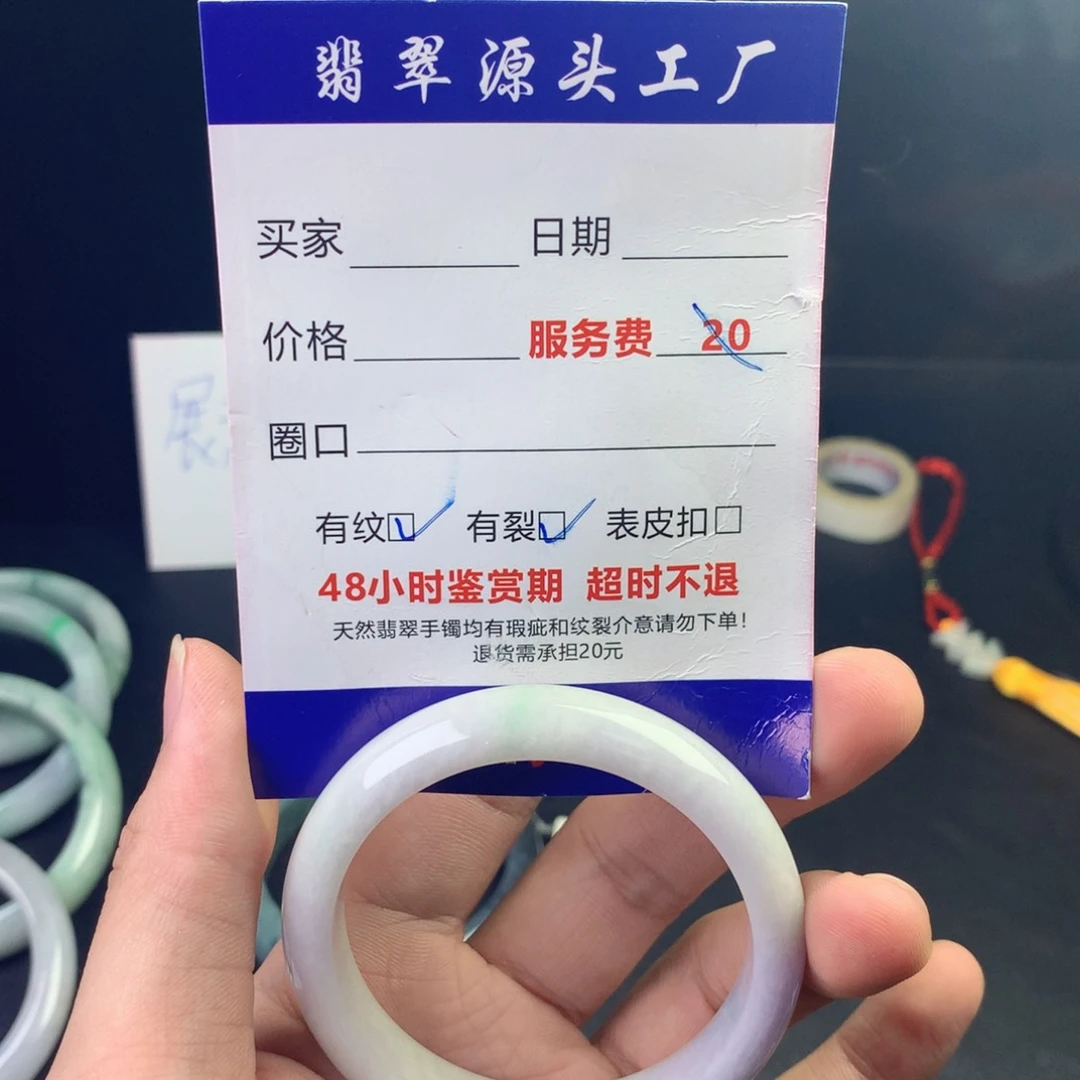 翡翠源头工厂
买家 日期
价格 服务费 20
圈口
有纹☑ 有裂☑ 表皮扣□
48小时鉴赏期 超时不退
天然翡翠手镯均有瑕疵和纹裂介意请勿下单！
退货需承担20元
展